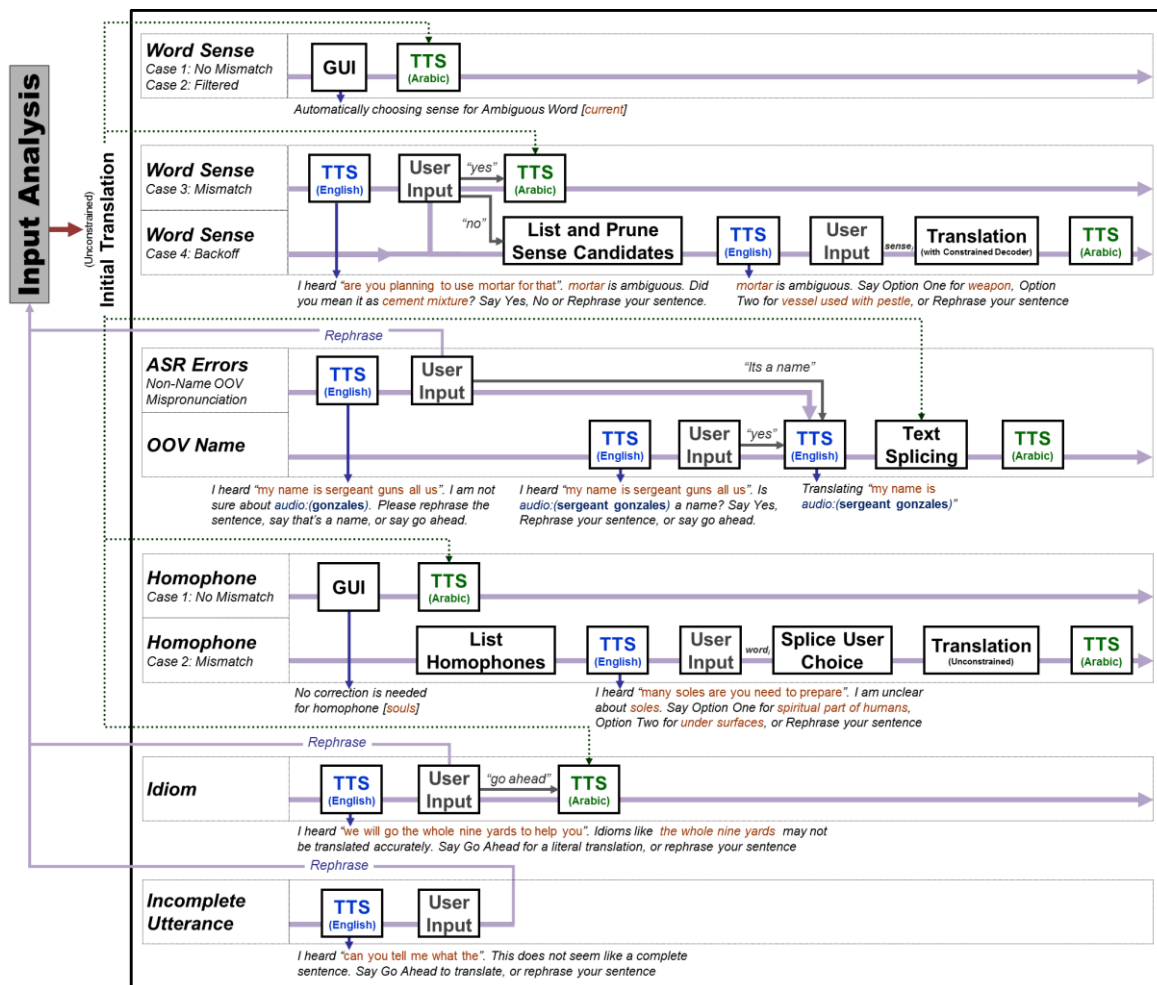 Input Analysis
(Unconstrained)
Initial Translation
Word Sense
Case 1: No Mismatch
Case 2: Filtered
GUI
TTS
(Arabic)
Automatically choosing sense for Ambiguous Word [current]
Word Sense
Case 3: Mismatch
TTS
(English)
User
Input
"yes"
TTS
(Arabic)
"no"
Word Sense
Case 4: Backoff
List and Prune
Sense Candidates
TTS
(English)
User
Input
sensei
Translation
(with Constrained Decoder)
TTS
(Arabic)
I heard "are you planning to use mortar for that". mortar is ambiguous. Did
you mean it as cement mixture? Say Yes, No or Rephrase your sentence.
mortar is ambiguous. Say Option One for weapon, Option
Two for vessel used with pestle, or Rephrase your sentence
Rephrase
ASR Errors
Non-Name OOV
Mispronunciation
TTS
(English)
User
Input
"Its a name"
OOV Name
TTS
(English)
User
Input
"yes"
TTS
(English)
Text
Splicing
TTS
(Arabic)
I heard "my name is sergeant guns all us". I am not
sure about audio:(gonzales). Please rephrase the
sentence, say that's a name, or say go ahead.
I heard "my name is sergeant guns all us". Is
audio:(sergeant gonzales) a name? Say Yes,
Rephrase your sentence, or say go ahead.
Translating "my name is
audio:(sergeant gonzales)"
Homophone
Case 1: No Mismatch
GUI
TTS
(Arabic)
Homophone
Case 2: Mismatch
List
Homophones
TTS
(English)
User
Input
wordi
Splice User
Choice
Translation
(Unconstrained)
TTS
(Arabic)
No correction is needed
for homophone [souls]
I heard "many soles are you need to prepare". I am unclear
about soles. Say Option One for spiritual part of humans,
Option Two for under surfaces, or Rephrase your sentence
Rephrase
Idiom
TTS
(English)
User
Input
"go ahead"
TTS
(Arabic)
I heard "we will go the whole nine yards to help you". Idioms like the whole nine yards may not
be translated accurately. Say Go Ahead for a literal translation, or rephrase your sentence
Rephrase
Incomplete
Utterance
TTS
(English)
User
Input
I heard "can you tell me what the". This does not seem like a complete
sentence. Say Go Ahead to translate, or rephrase your sentence